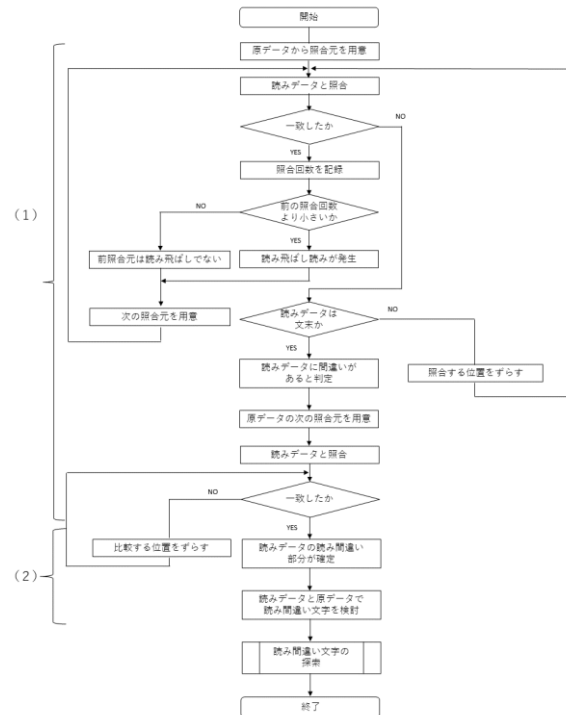 開始
原データから照合元を用意
読みデータと照合
一致したか
NO
YES
照合回数を記録
(1)
前の照合回数
より小さいか
NO
YES
前照合元は読み飛ばしでない
読み飛ばし読みが発生
次の照合元を用意
読みデータは
文末か
NO
YES
読みデータに間違いが
あると判定
照合する位置をずらす
原データの次の照合元を用意
読みデータと照合
一致したか
NO
YES
比較する位置をずらす
読みデータの読み間違い
部分が確定
(2)
読みデータと原データで
読み間違い文字を検討
読み間違い文字の
探索
終了